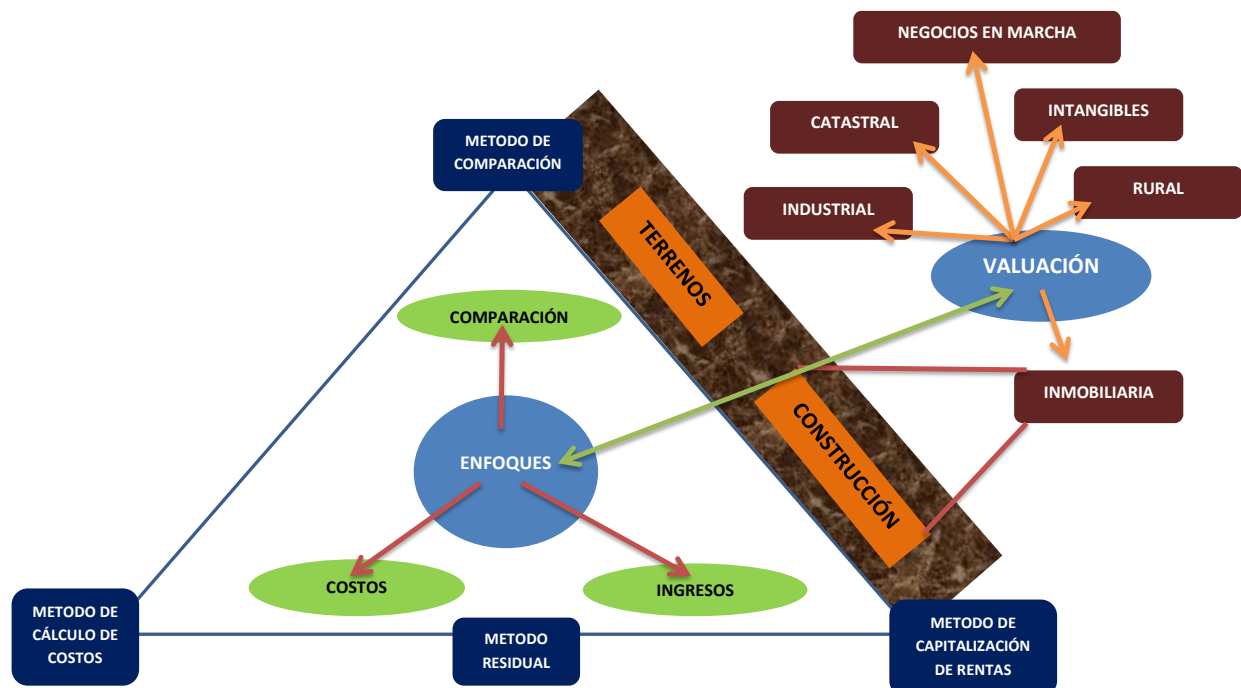 NEGOCIOS EN MARCHA
CATASTRAL
INTANGIBLES
INDUSTRIAL
RURAL
VALUACIÓN
METODO DE
COMPARACIÓN
TERRENOS
COMPARACIÓN
CONSTRUCCIÓN
INMOBILIARIA
ENFOQUES
COSTOS
INGRESOS
METODO DE
CÁLCULO DE
COSTOS
METODO
RESIDUAL
METODO DE
CAPITALIZACIÓN
DE RENTAS